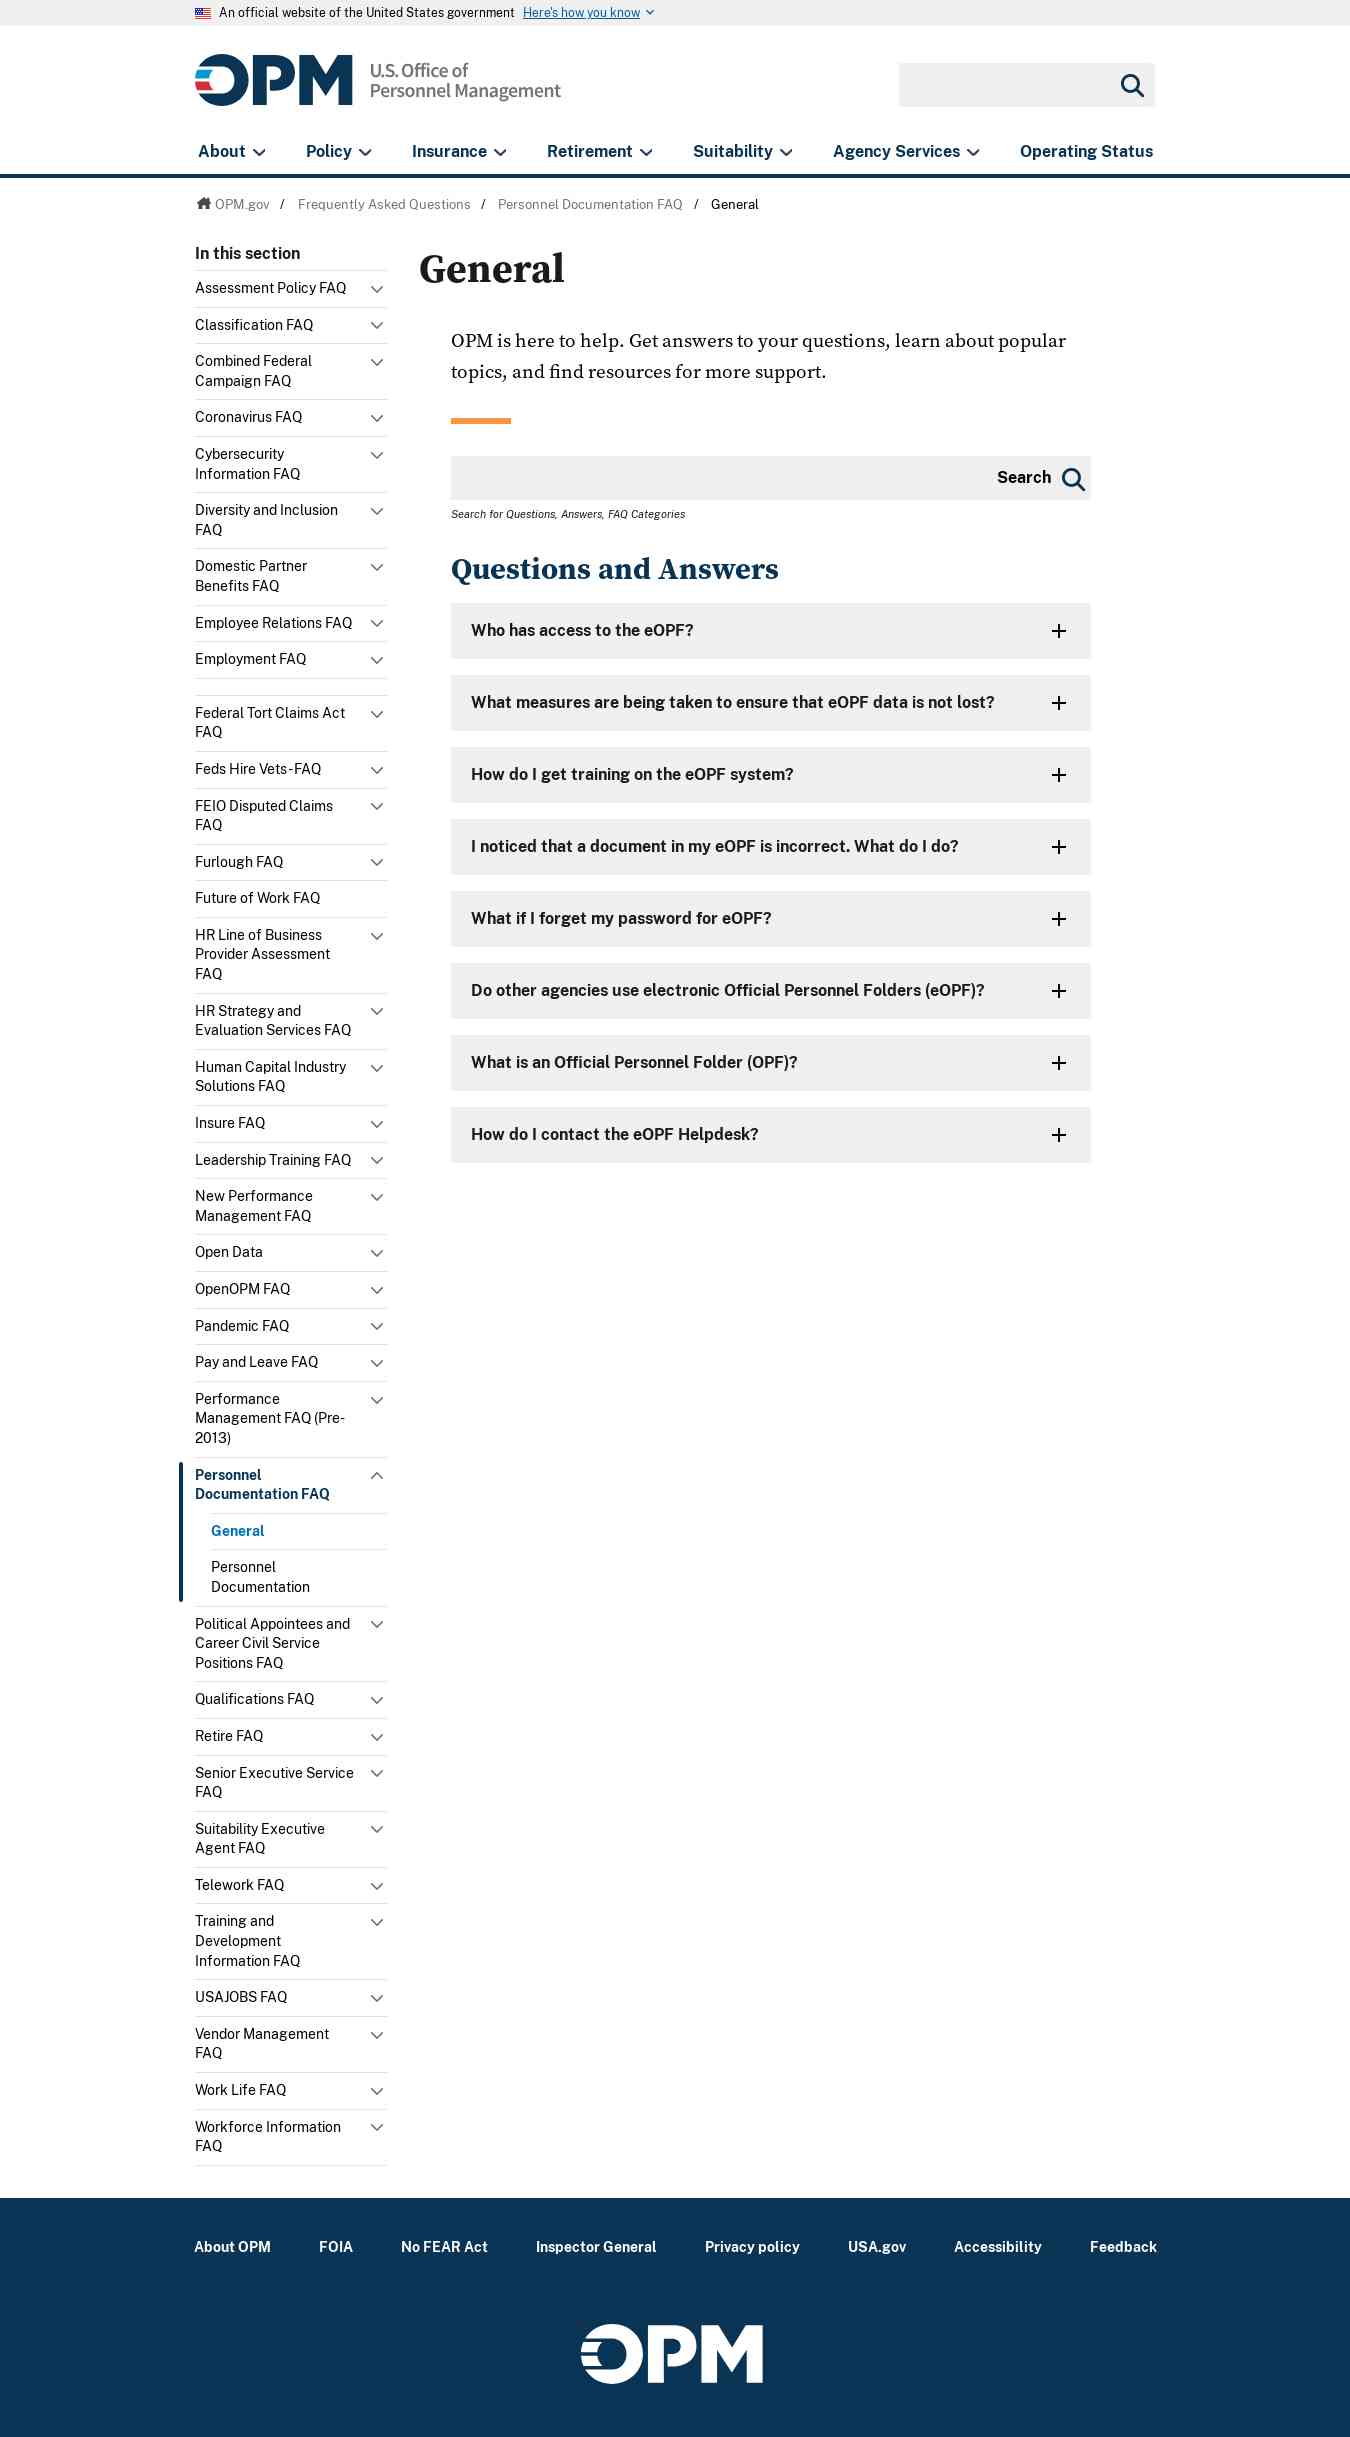 An official website of the United States government Here's how you know
OPM
U.S. Office of
Personnel Management
About
Policy
Insurance
Retirement
Suitability
Agency Services
Operating Status
OPM.gov / Frequently Asked Questions / Personnel Documentation FAQ / General
In this section
Assessment Policy FAQ
Classification FAQ
Combined Federal
Campaign FAQ
Coronavirus FAQ
Cybersecurity
Information FAQ
Diversity and Inclusion
FAQ
Domestic Partner
Benefits FAQ
Employee Relations FAQ
Employment FAQ
Federal Tort Claims Act
FAQ
Feds Hire Vets - FAQ
FEIO Disputed Claims
FAQ
Furlough FAQ
Future of Work FAQ
HR Line of Business
Provider Assessment
FAQ
HR Strategy and
Evaluation Services FAQ
Human Capital Industry
Solutions FAQ
Insure FAQ
Leadership Training FAQ
New Performance
Management FAQ
Open Data
OpenOPM FAQ
Pandemic FAQ
Pay and Leave FAQ
Performance
Management FAQ (Pre-
2013)
Personnel
Documentation FAQ
General
Personnel
Documentation
Political Appointees and
Career Civil Service
Positions FAQ
Qualifications FAQ
Retire FAQ
Senior Executive Service
FAQ
Suitability Executive
Agent FAQ
Telework FAQ
Training and
Development
Information FAQ
USAJOBS FAQ
Vendor Management
FAQ
Work Life FAQ
Workforce Information
FAQ
General
OPM is here to help. Get answers to your questions, learn about popular
topics, and find resources for more support.
Search
Search for Questions, Answers, FAQ Categories
Questions and Answers
Who has access to the eOPF?
What measures are being taken to ensure that eOPF data is not lost?
How do I get training on the eOPF system?
I noticed that a document in my eOPF is incorrect. What do I do?
What if I forget my password for eOPF?
Do other agencies use electronic Official Personnel Folders (eOPF)?
What is an Official Personnel Folder (OPF)?
How do I contact the eOPF Helpdesk?
About OPM
FOIA
No FEAR Act
Inspector General
Privacy policy
USA.gov
Accessibility
Feedback
OPM